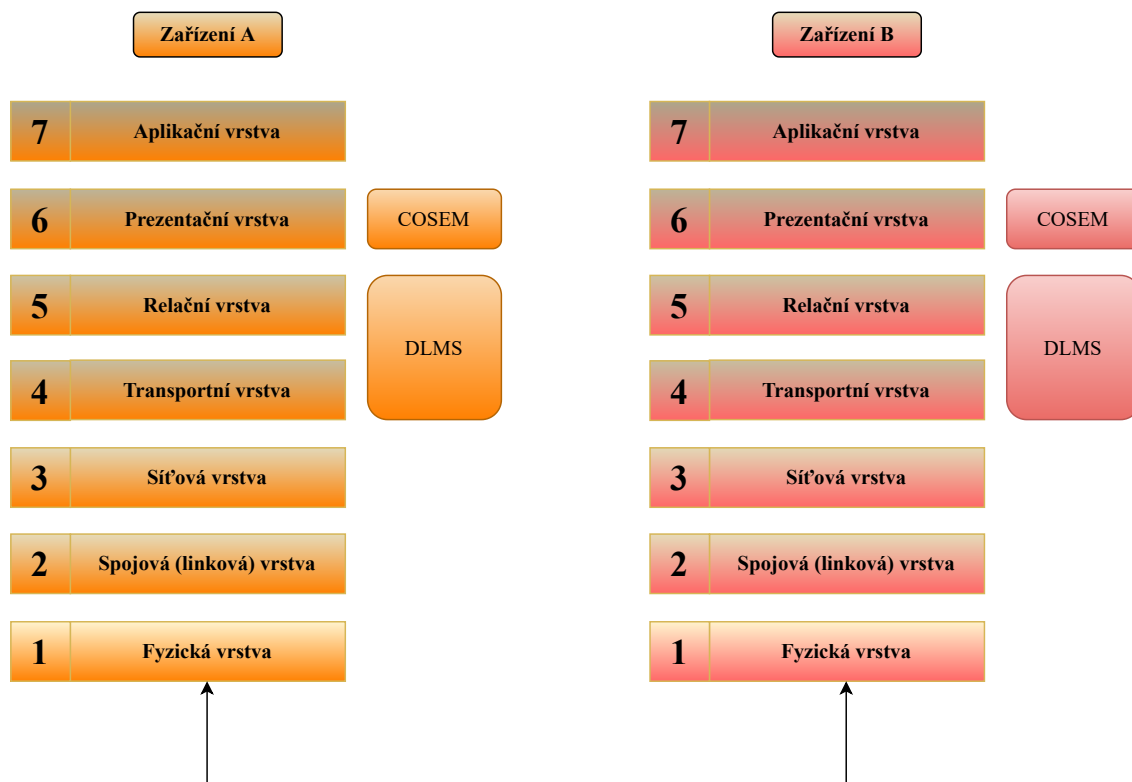 Zařízení A
7 Aplikační vrstva
6 Prezentační vrstva
COSEM
5 Relační vrstva
DLMS
4 Transportní vrstva
3 Síťová vrstva
2 Spojová (linková) vrstva
1 Fyzická vrstva
Zařízení B
7 Aplikační vrstva
6 Prezentační vrstva
COSEM
5 Relační vrstva
DLMS
4 Transportní vrstva
3 Síťová vrstva
2 Spojová (linková) vrstva
1 Fyzická vrstva